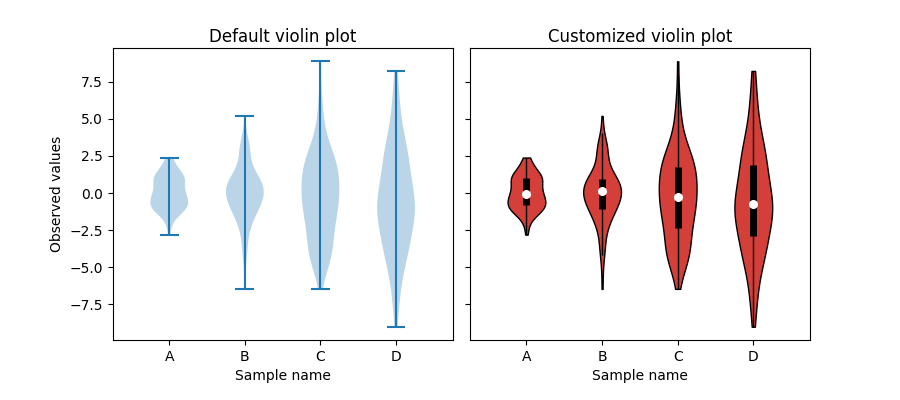 Default violin plot
Customized violin plot
Observed values
7.5
5.0
2.5
0.0
−2.5
−5.0
−7.5
A B C D
A B C D
Sample name
Sample name